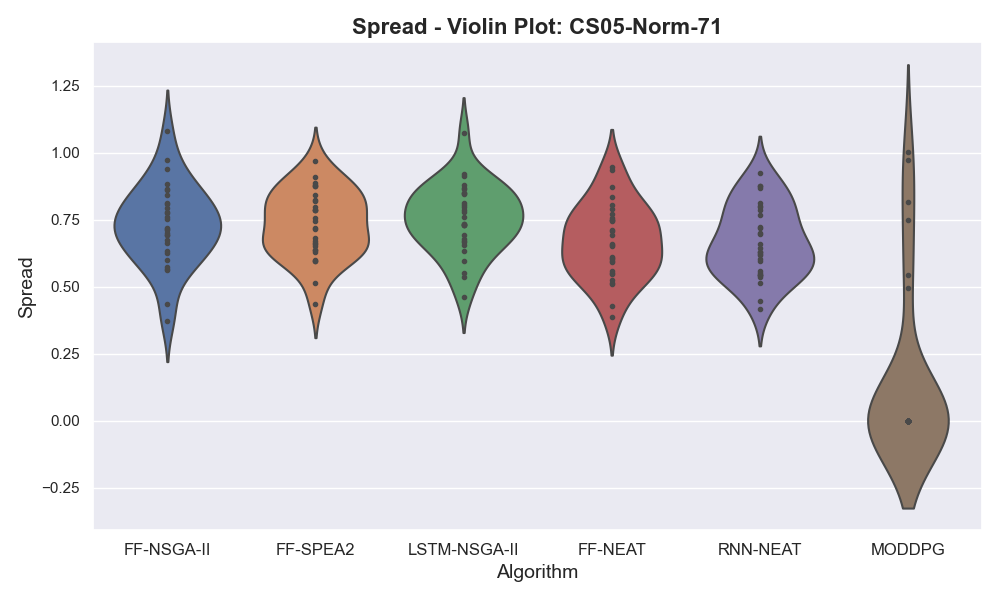 Spread - Violin Plot: CS05-Norm-71
1.25
1.00
0.75
0.50
0.25
0.00
−0.25
Spread
FF-NSGA-II FF-SPEA2 LSTM-NSGA-II FF-NEAT RNN-NEAT MODDPG
Algorithm